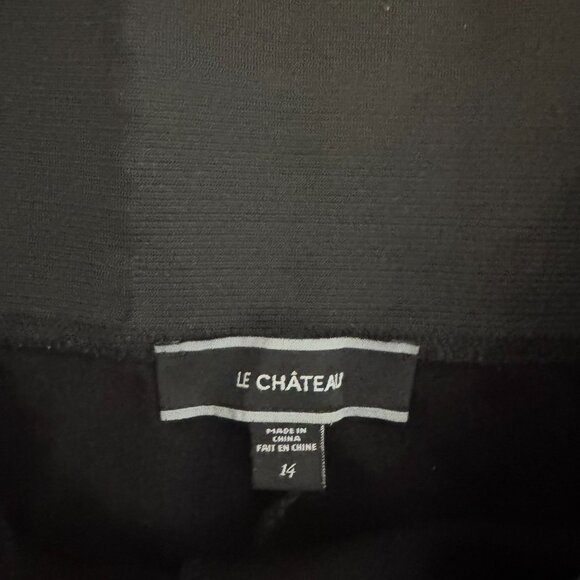 LE CHÂTEAU
MADE IN
CHINA
FAIT EN CHINE
14